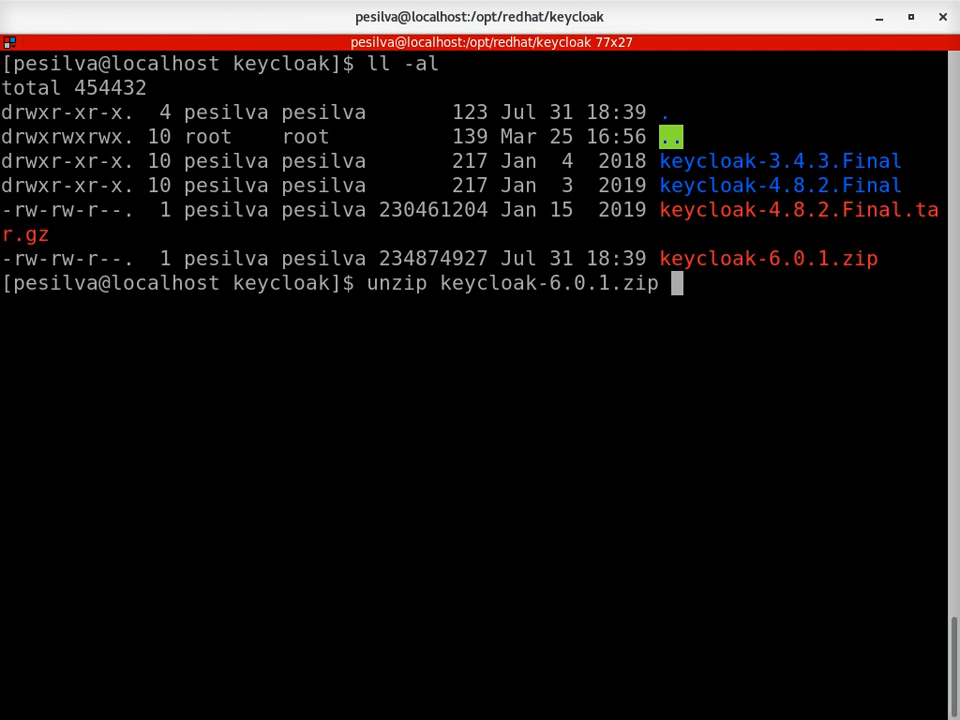 pesilva@localhost:/opt/redhat/keycloak
pesilva@localhost:/opt/redhat/keycloak 77x27
[pesilva@localhost keycloak]$ ll -al
total 454432
drwxr-xr-x.  4 pesilva pesilva       123 Jul 31 18:39 .
drwxrwxrwx. 10 root    root          139 Mar 25 16:56 ..
drwxr-xr-x. 10 pesilva pesilva       217 Jan  4  2018 keycloak-3.4.3.Final
drwxr-xr-x. 10 pesilva pesilva       217 Jan  3  2019 keycloak-4.8.2.Final
-rw-rw-r--.  1 pesilva pesilva 230461204 Jan 15  2019 keycloak-4.8.2.Final.ta
r.gz
-rw-rw-r--.  1 pesilva pesilva 234874927 Jul 31 18:39 keycloak-6.0.1.zip
[pesilva@localhost keycloak]$ unzip keycloak-6.0.1.zip